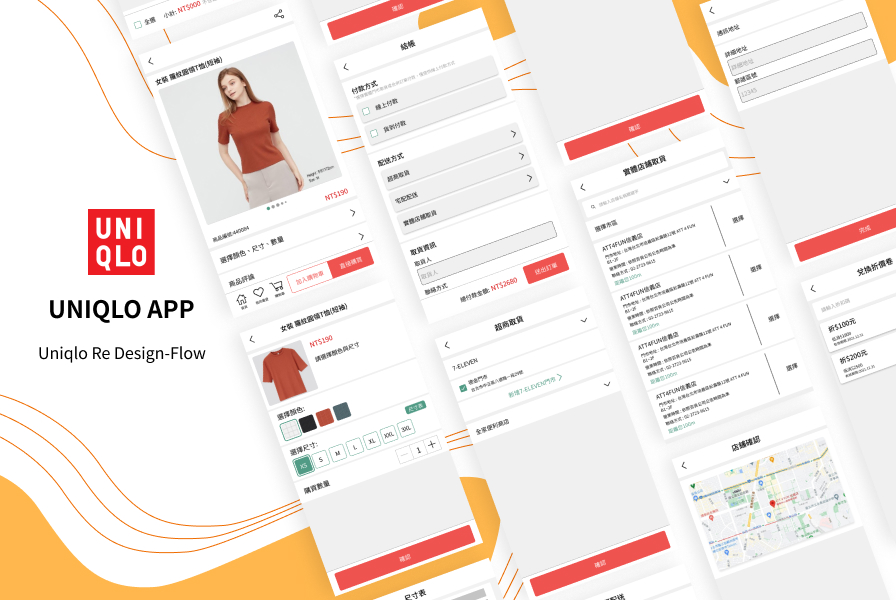 UNI
QLO
UNIQLO APP
Uniqlo Re Design-Flow
全選
小計: NT$000
女裝 羅紋圓領T恤(短袖)
NT$190
選擇顏色、尺寸、數量
商品評論
加入購物車
直接購買
女裝 羅紋圓領T恤(短袖)
NT$190
請選擇顏色與尺寸
選擇顏色:
尺寸表
選擇尺寸:
XS
S
M
L
XL
XXL
3XL
購買數量
1
確認
尺寸表
確認
結帳
付款方式
線上付款
貨到付款
配送方式
超商取貨
宅配配送
實體店舖取貨
取貨資訊
取貨人
取貨人
聯絡方式
總付款金額: NT$2680
送出訂單
超商取貨
7-ELEVEN
新增7-ELEVEN門市
全家便利商店
確認
確認
實體店舖取貨
選擇市區
ATT4FUN信義店
選擇
ATT4FUN信義店
選擇
ATT4FUN信義店
選擇
ATT4FUN信義店
選擇
店鋪確認
通訊地址
詳細地址
詳細地址
郵遞區號
12345
完成
兌換折價卷
折$100元
折$200元